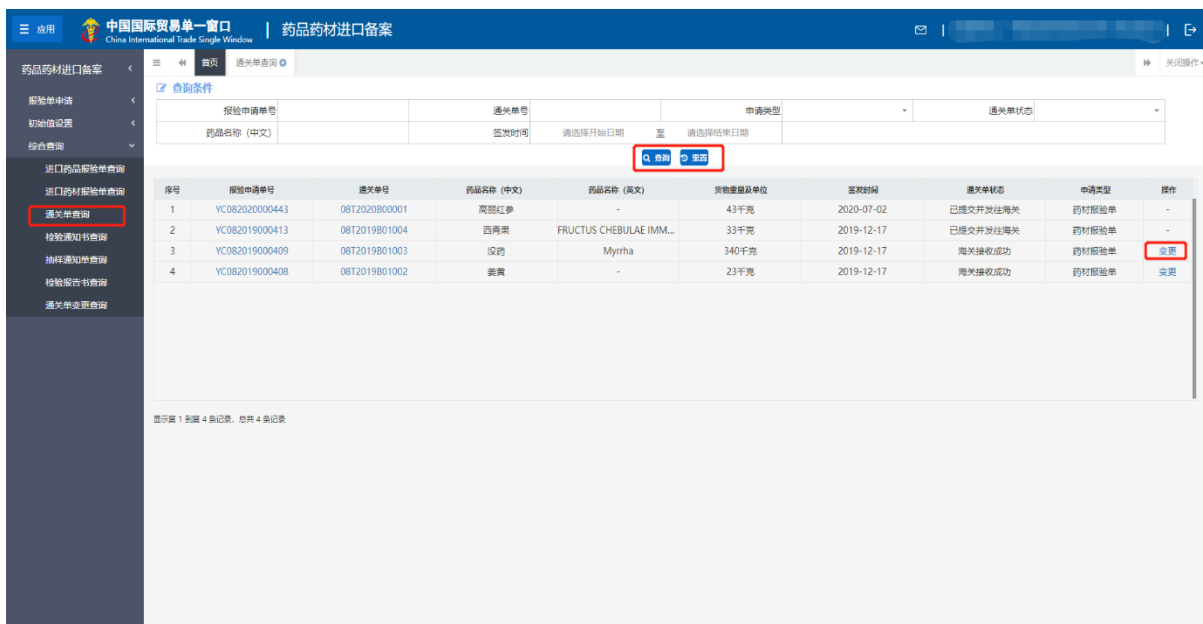 应用
中国国际贸易单一窗口 | 药品药材进口备案
China International Trade Single Window
药品药材进口备案
报验单申请
初始值设置
综合查询
进口药品报验单查询
进口药材报验单查询
通关单查询
检验通知书查询
抽样通知单查询
检验报告书查询
通关单变更查询
首页 通关单查询 关闭操作
查询条件
报验申请单号 通关单号 申请类型 通关单状态
药品名称（中文） 签发时间 请选择开始日期 至 请选择结束日期
查询 重置
序号 报验申请单号 通关单号 药品名称（中文） 药品名称（英文） 货物重量及单位 签发时间 通关单状态 申请类型 操作
1 YC082020000443 08T2020B00001 高丽红参 - 43千克 2020-07-02 已提交并发往海关 药材报验单 -
2 YC082019000413 08T2019B01004 西青果 FRUCTUS CHEBULAE IMM... 33千克 2019-12-17 已提交并发往海关 药材报验单 -
3 YC082019000409 08T2019B01003 没药 Myrrha 340千克 2019-12-17 海关接收成功 药材报验单 变更
4 YC082019000408 08T2019B01002 姜黄 - 23千克 2019-12-17 海关接收成功 药材报验单 变更
显示第 1 到第 4 条记录，总共 4 条记录